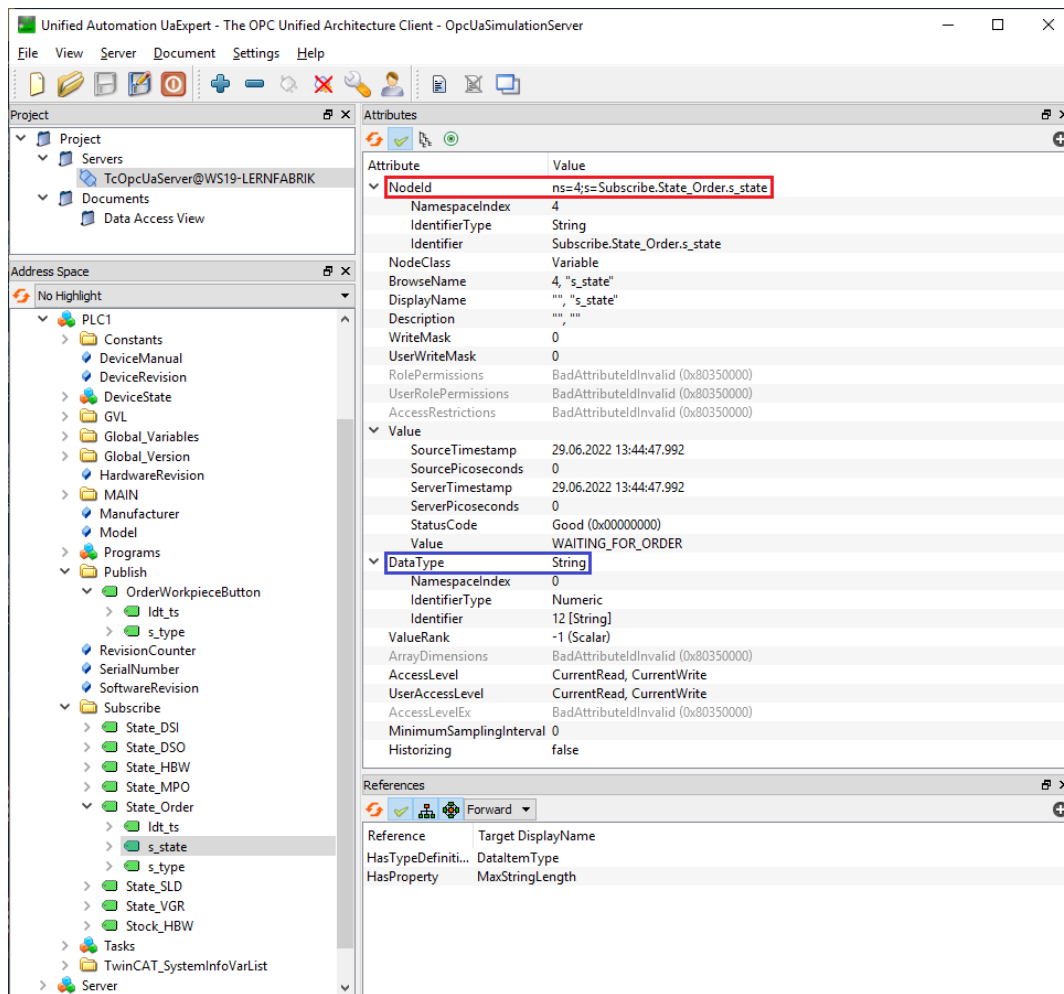 Unified Automation UaExpert - The OPC Unified Architecture Client - OpcUaSimulationServer
File View Server Document Settings Help
Project
Project
Servers
TcOpcUaServer@WS19-LERNFABRIK
Documents
Data Access View
Address Space
No Highlight
PLC1
Constants
DeviceManual
DeviceRevision
DeviceState
GVL
Global_Variables
Global_Version
HardwareRevision
MAIN
Manufacturer
Model
Programs
Publish
OrderWorkpieceButton
ldt_ts
s_type
RevisionCounter
SerialNumber
SoftwareRevision
Subscribe
State_DSI
State_DSO
State_HBW
State_MPO
State_Order
ldt_ts
s_state
s_type
State_SLD
State_VGR
Stock_HBW
Tasks
TwinCAT_SystemInfoVarList
Server
Attributes
Attribute Value
NodeId ns=4;s=Subscribe.State_Order.s_state
NamespaceIndex 4
IdentifierType String
Identifier Subscribe.State_Order.s_state
NodeClass Variable
BrowseName 4, "s_state"
DisplayName "", "s_state"
Description "", ""
WriteMask 0
UserWriteMask 0
RolePermissions BadAttributeIdInvalid (0x80350000)
UserRolePermissions BadAttributeIdInvalid (0x80350000)
AccessRestrictions BadAttributeIdInvalid (0x80350000)
Value
SourceTimestamp 29.06.2022 13:44:47.992
SourcePicoseconds 0
ServerTimestamp 29.06.2022 13:44:47.992
ServerPicoseconds 0
StatusCode Good (0x00000000)
Value WAITING_FOR_ORDER
DataType String
NamespaceIndex 0
IdentifierType Numeric
Identifier 12 [String]
ValueRank -1 (Scalar)
ArrayDimensions BadAttributeIdInvalid (0x80350000)
AccessLevel CurrentRead, CurrentWrite
UserAccessLevel CurrentRead, CurrentWrite
AccessLevelEx BadAttributeIdInvalid (0x80350000)
MinimumSamplingInterval 0
Historizing false
References
Forward
Reference Target DisplayName
HasTypeDefiniti... DataItemType
HasProperty MaxStringLength